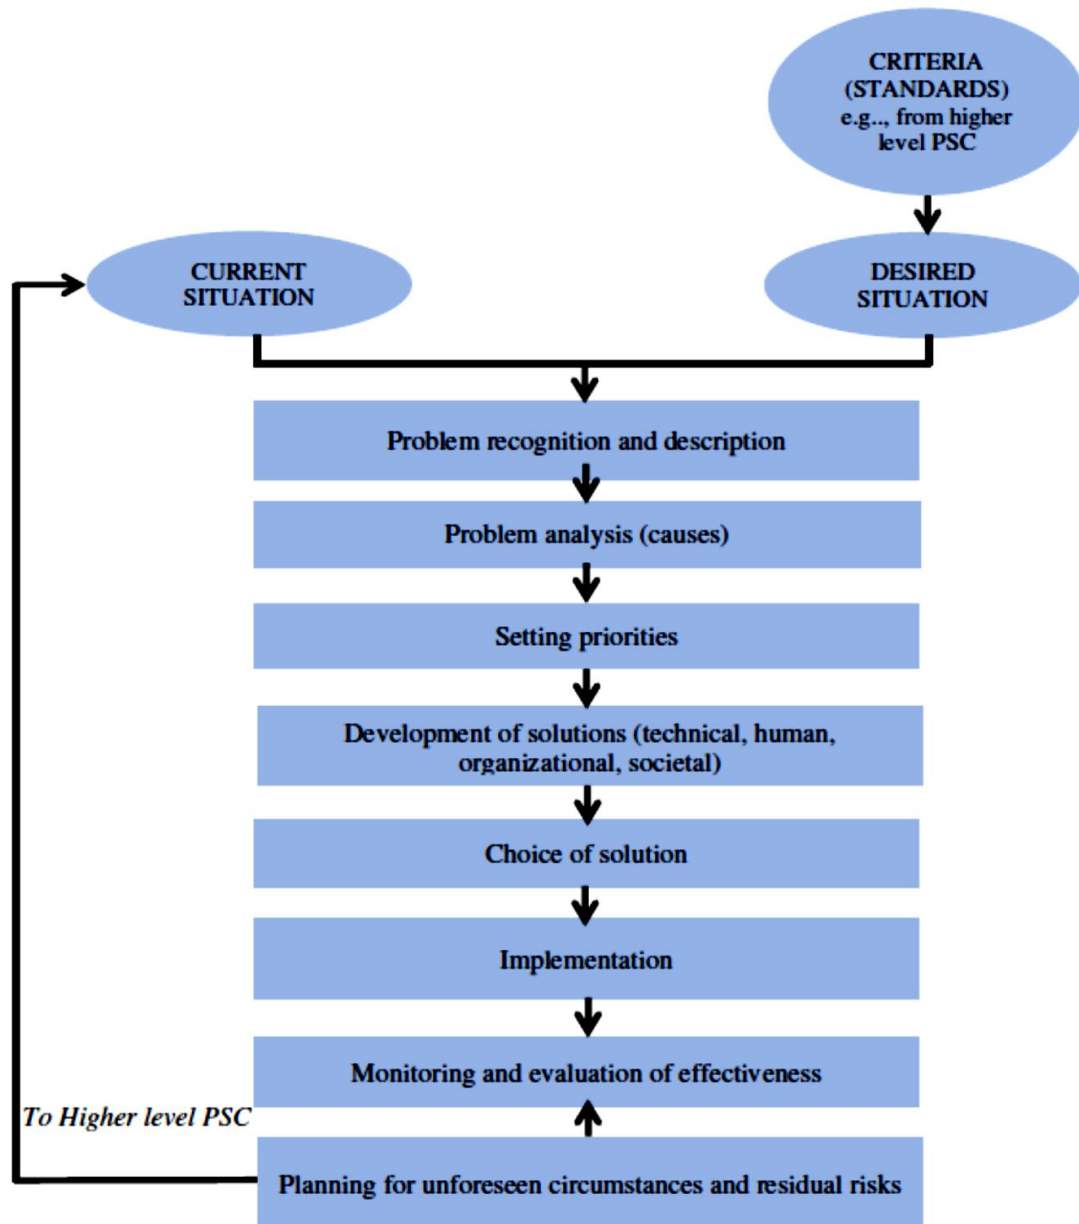 CRITERIA
(STANDARDS)
e.g.., from higher
level PSC
CURRENT
SITUATION
DESIRED
SITUATION
Problem recognition and description
Problem analysis (causes)
Setting priorities
Development of solutions (technical, human,
organizational, societal)
Choice of solution
Implementation
Monitoring and evaluation of effectiveness
To Higher level PSC
Planning for unforeseen circumstances and residual risks